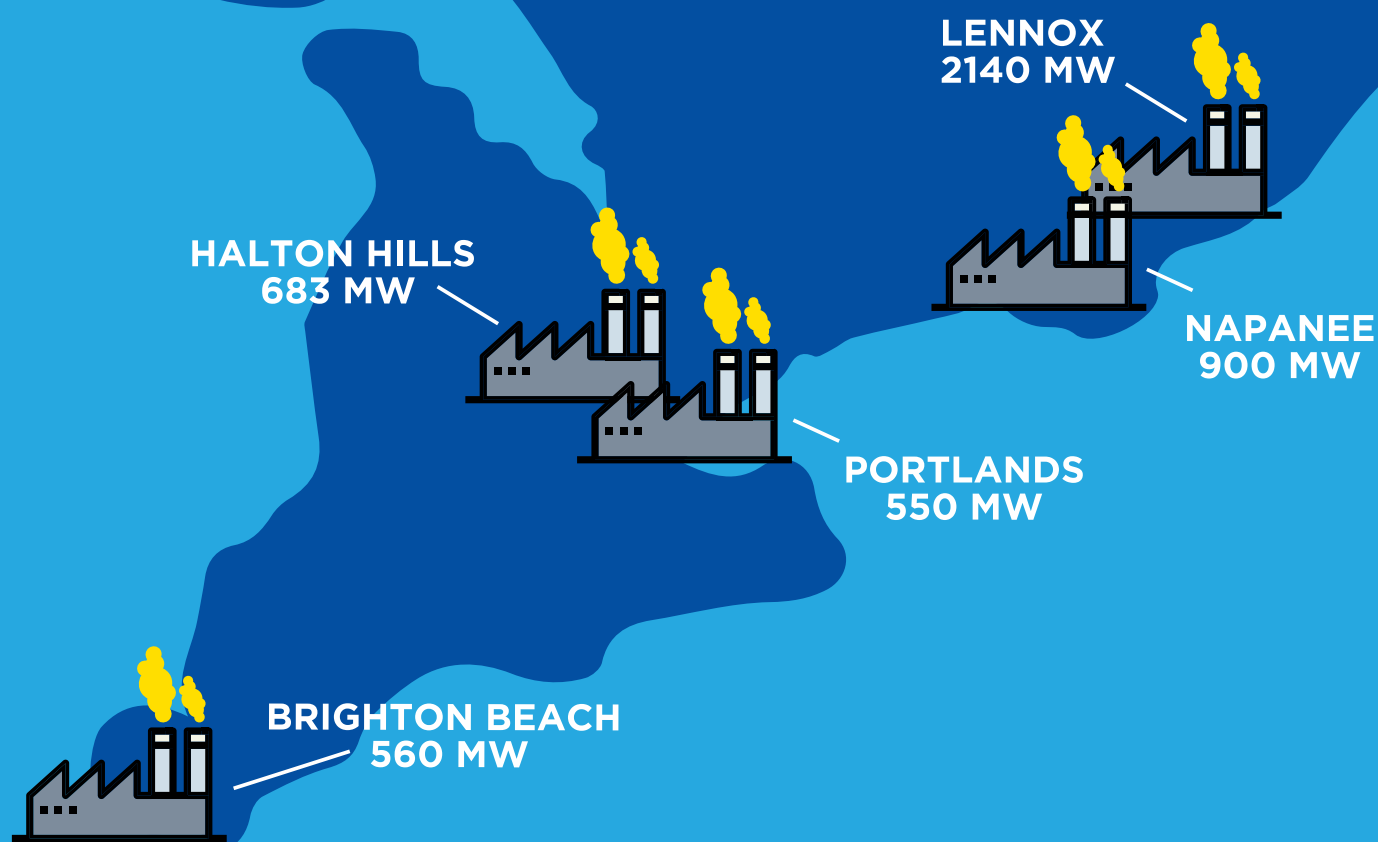 LENNOX
2140 MW
HALTON HILLS
683 MW
NAPANEE
900 MW
PORTLANDS
550 MW
BRIGHTON BEACH
560 MW